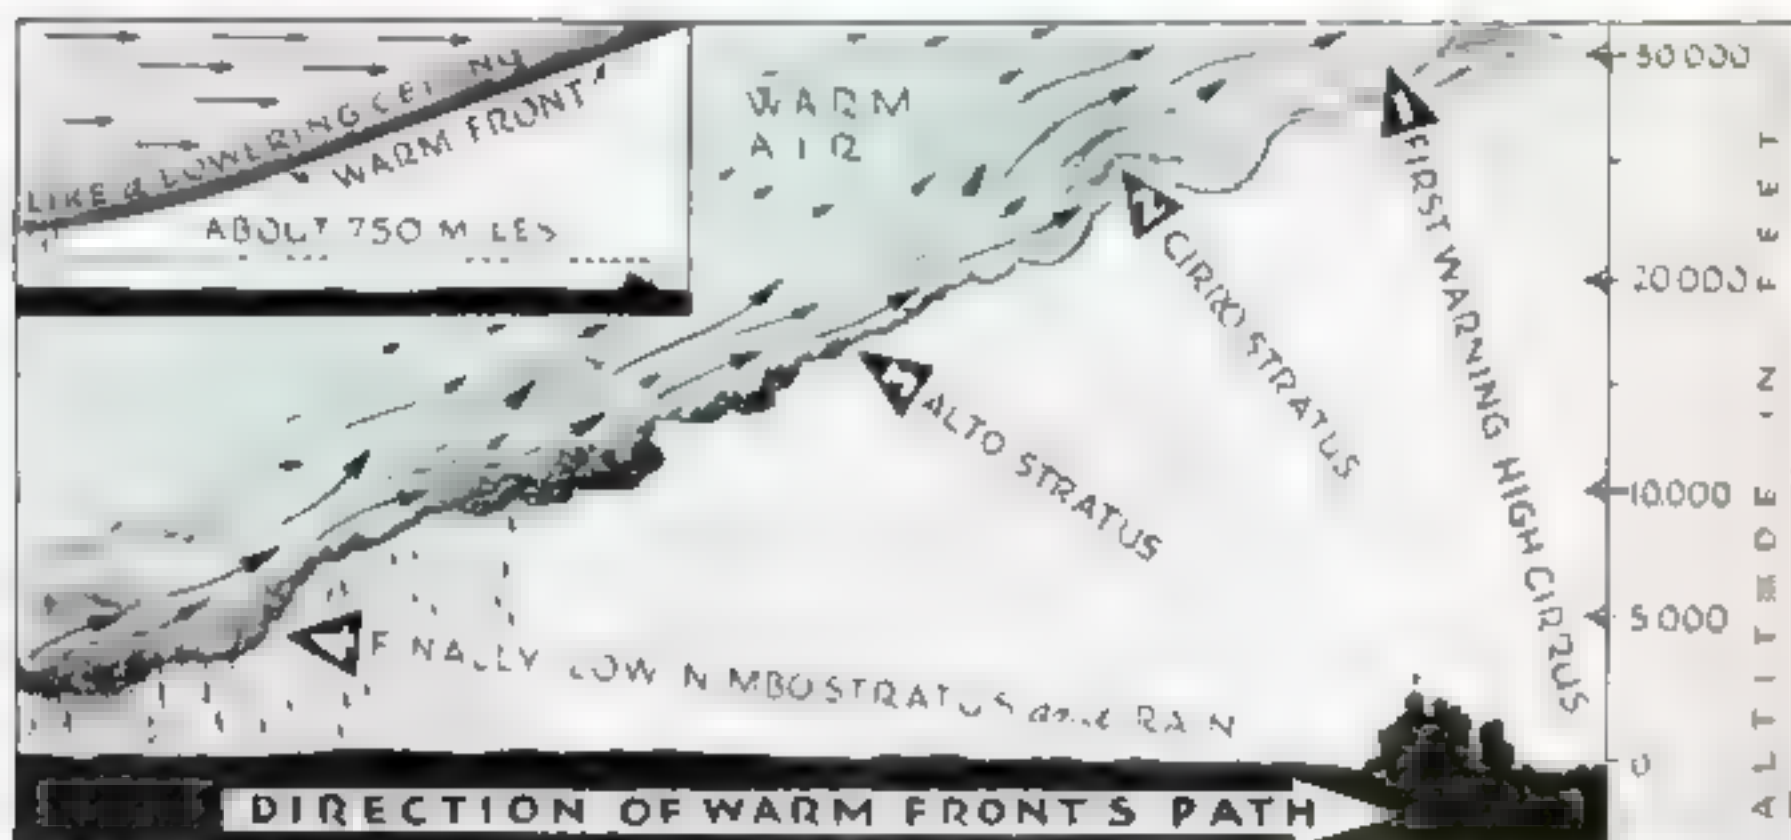 LIKE a LOWERING CEILING
WARM FRONT
ABOUT 750 MILES
WARM
AIR
1 FIRST WARNING HIGH CIRRUS
2 CIRRO STRATUS
3 ALTO STRATUS
4 FINALLY LOW NIMBOSTRATUS and RAIN
30 000
20 000
10.000
5 000
0
ALTITUDE IN FEET
DIRECTION OF WARM FRONTS PATH